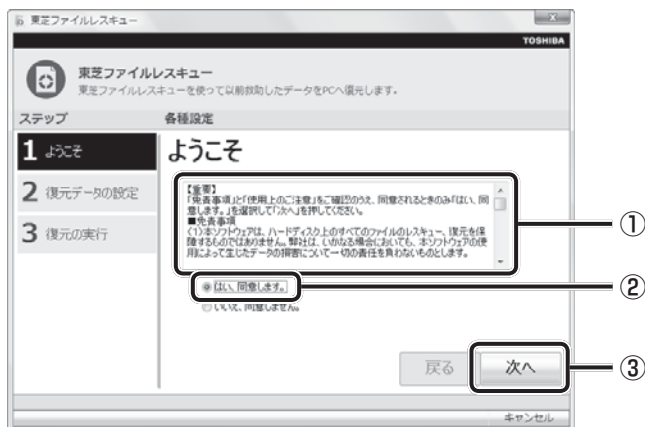 東芝ファイルレスキュー
TOSHIBA
東芝ファイルレスキュー
東芝ファイルレスキューを使って以前救助したデータをPCへ復元します。
ステップ
各種設定
1 ようこそ
2 復元データの設定
3 復元の実行
ようこそ
【重要】
「免責事項」と「使用上のご注意」をご確認のうえ、同意されるときのみ「はい、同
意します。」を選択して「次へ」を押してください。
■免責事項
(1)本ソフトウェアは、ハードディスク上のすべてのファイルのレスキュー、復元を保
障するものではありません。弊社は、いかなる場合においても、本ソフトウェアの使
用によって生じたデータの損害について一切の責任を負わないものとします。
①
はい、同意します。
②
いいえ、同意しません。
戻る
次へ
③
キャンセル